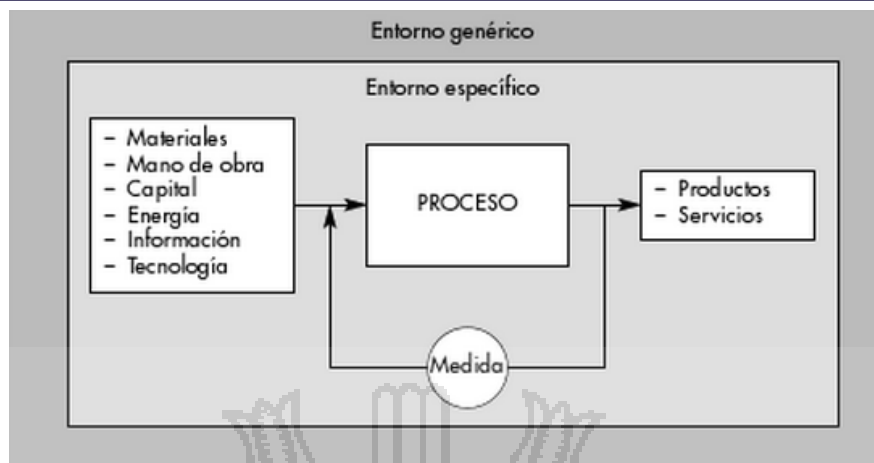 Entorno genérico
Entorno específico
– Materiales
– Mano de obra
– Capital
– Energía
– Información
– Tecnología
PROCESO
– Productos
– Servicios
Medida